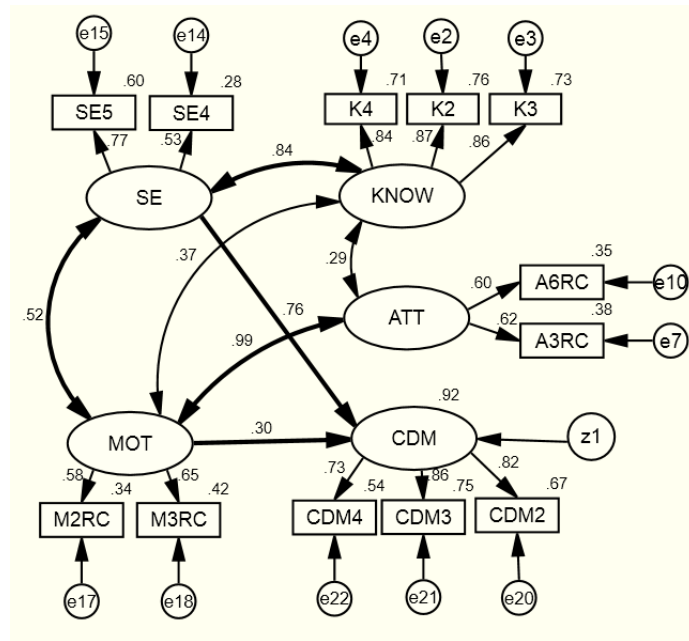 e15
e14
e4
e2
e3
.60
.28
.71
.76
.73
SE5
SE4
K4
K2
K3
.77
.53
.84
.87
.86
.84
SE
KNOW
.37
.29
.35
.60
A6RC
e10
.52
.76
ATT
.38
.62
A3RC
e7
.99
.92
MOT
.30
CDM
z1
.58
.65
.73
.86
.82
.34
.42
.54
.75
.67
M2RC
M3RC
CDM4
CDM3
CDM2
e17
e18
e22
e21
e20